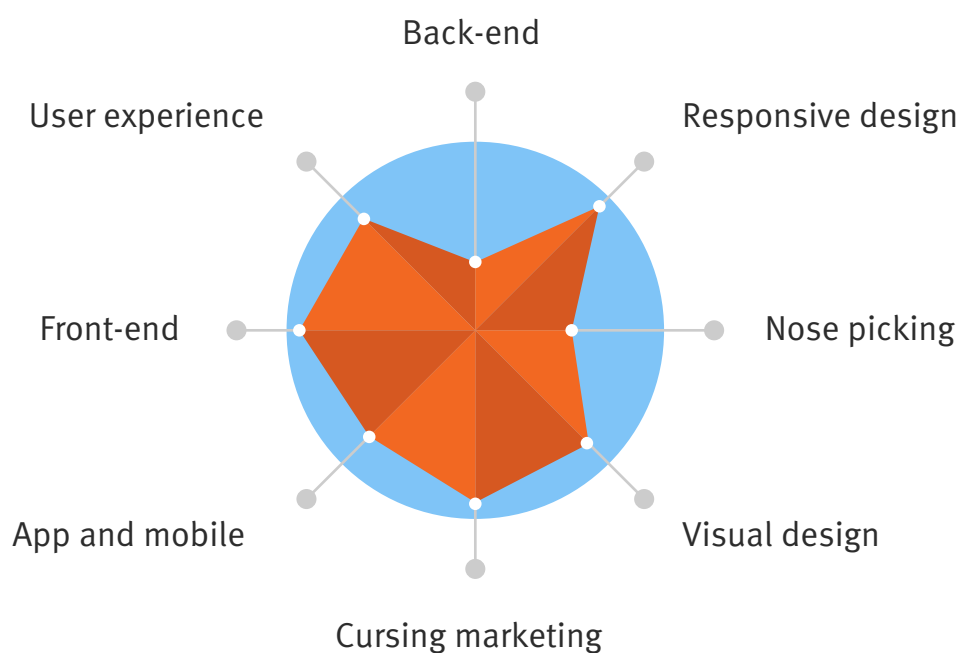 Back-end
User experience
Responsive design
Front-end
Nose picking
App and mobile
Visual design
Cursing marketing